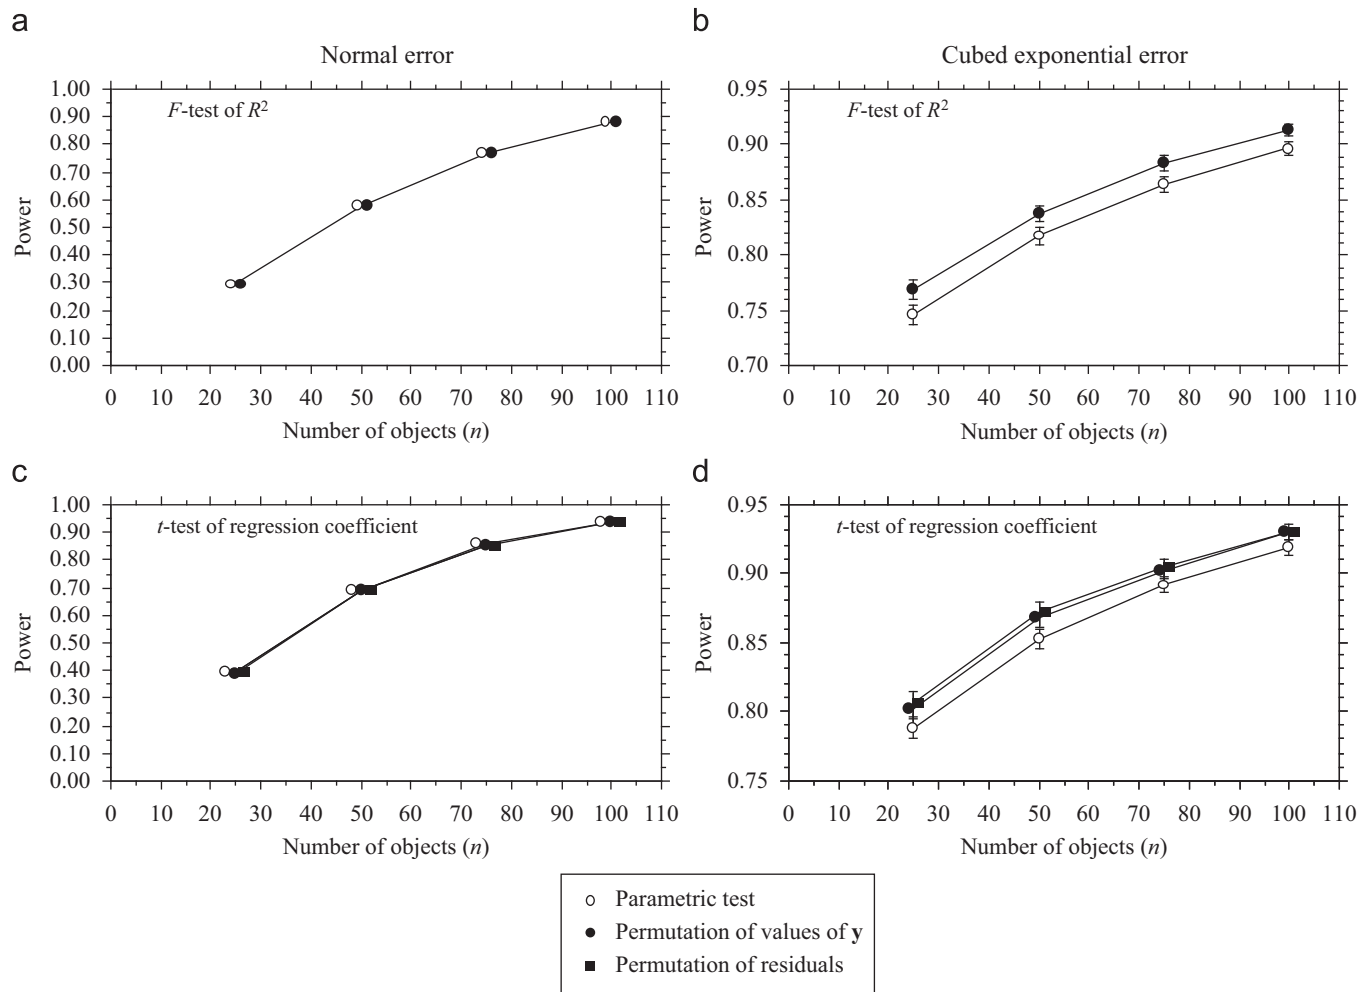 a
Normal error
F-test of R²
1.00
0.90
0.80
0.70
0.60
0.50
0.40
0.30
0.20
0.10
0.00
Power
0 10 20 30 40 50 60 70 80 90 100 110
Number of objects (n)
b
Cubed exponential error
F-test of R²
0.95
0.90
0.85
0.80
0.75
0.70
Power
0 10 20 30 40 50 60 70 80 90 100 110
Number of objects (n)
c
t-test of regression coefficient
1.00
0.90
0.80
0.70
0.60
0.50
0.40
0.30
0.20
0.10
0.00
Power
0 10 20 30 40 50 60 70 80 90 100 110
Number of objects (n)
d
t-test of regression coefficient
0.95
0.90
0.85
0.80
0.75
Power
0 10 20 30 40 50 60 70 80 90 100 110
Number of objects (n)
Parametric test
Permutation of values of y
Permutation of residuals